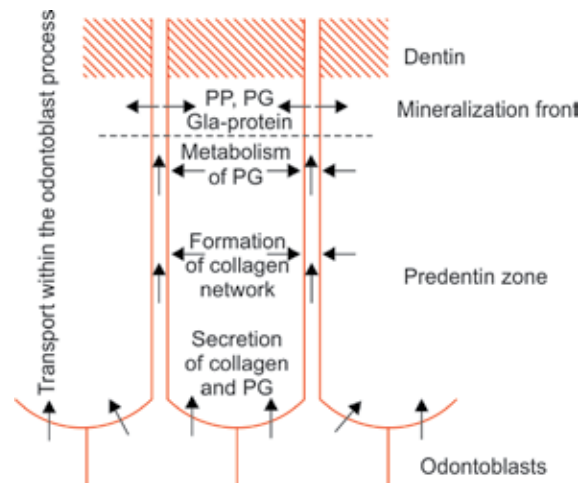 Transport within the odontoblast process
Dentin
PP, PG
Gla-protein
Mineralization front
Metabolism
of PG
Formation
of collagen
network
Predentin zone
Secretion
of collagen
and PG
Odontoblasts